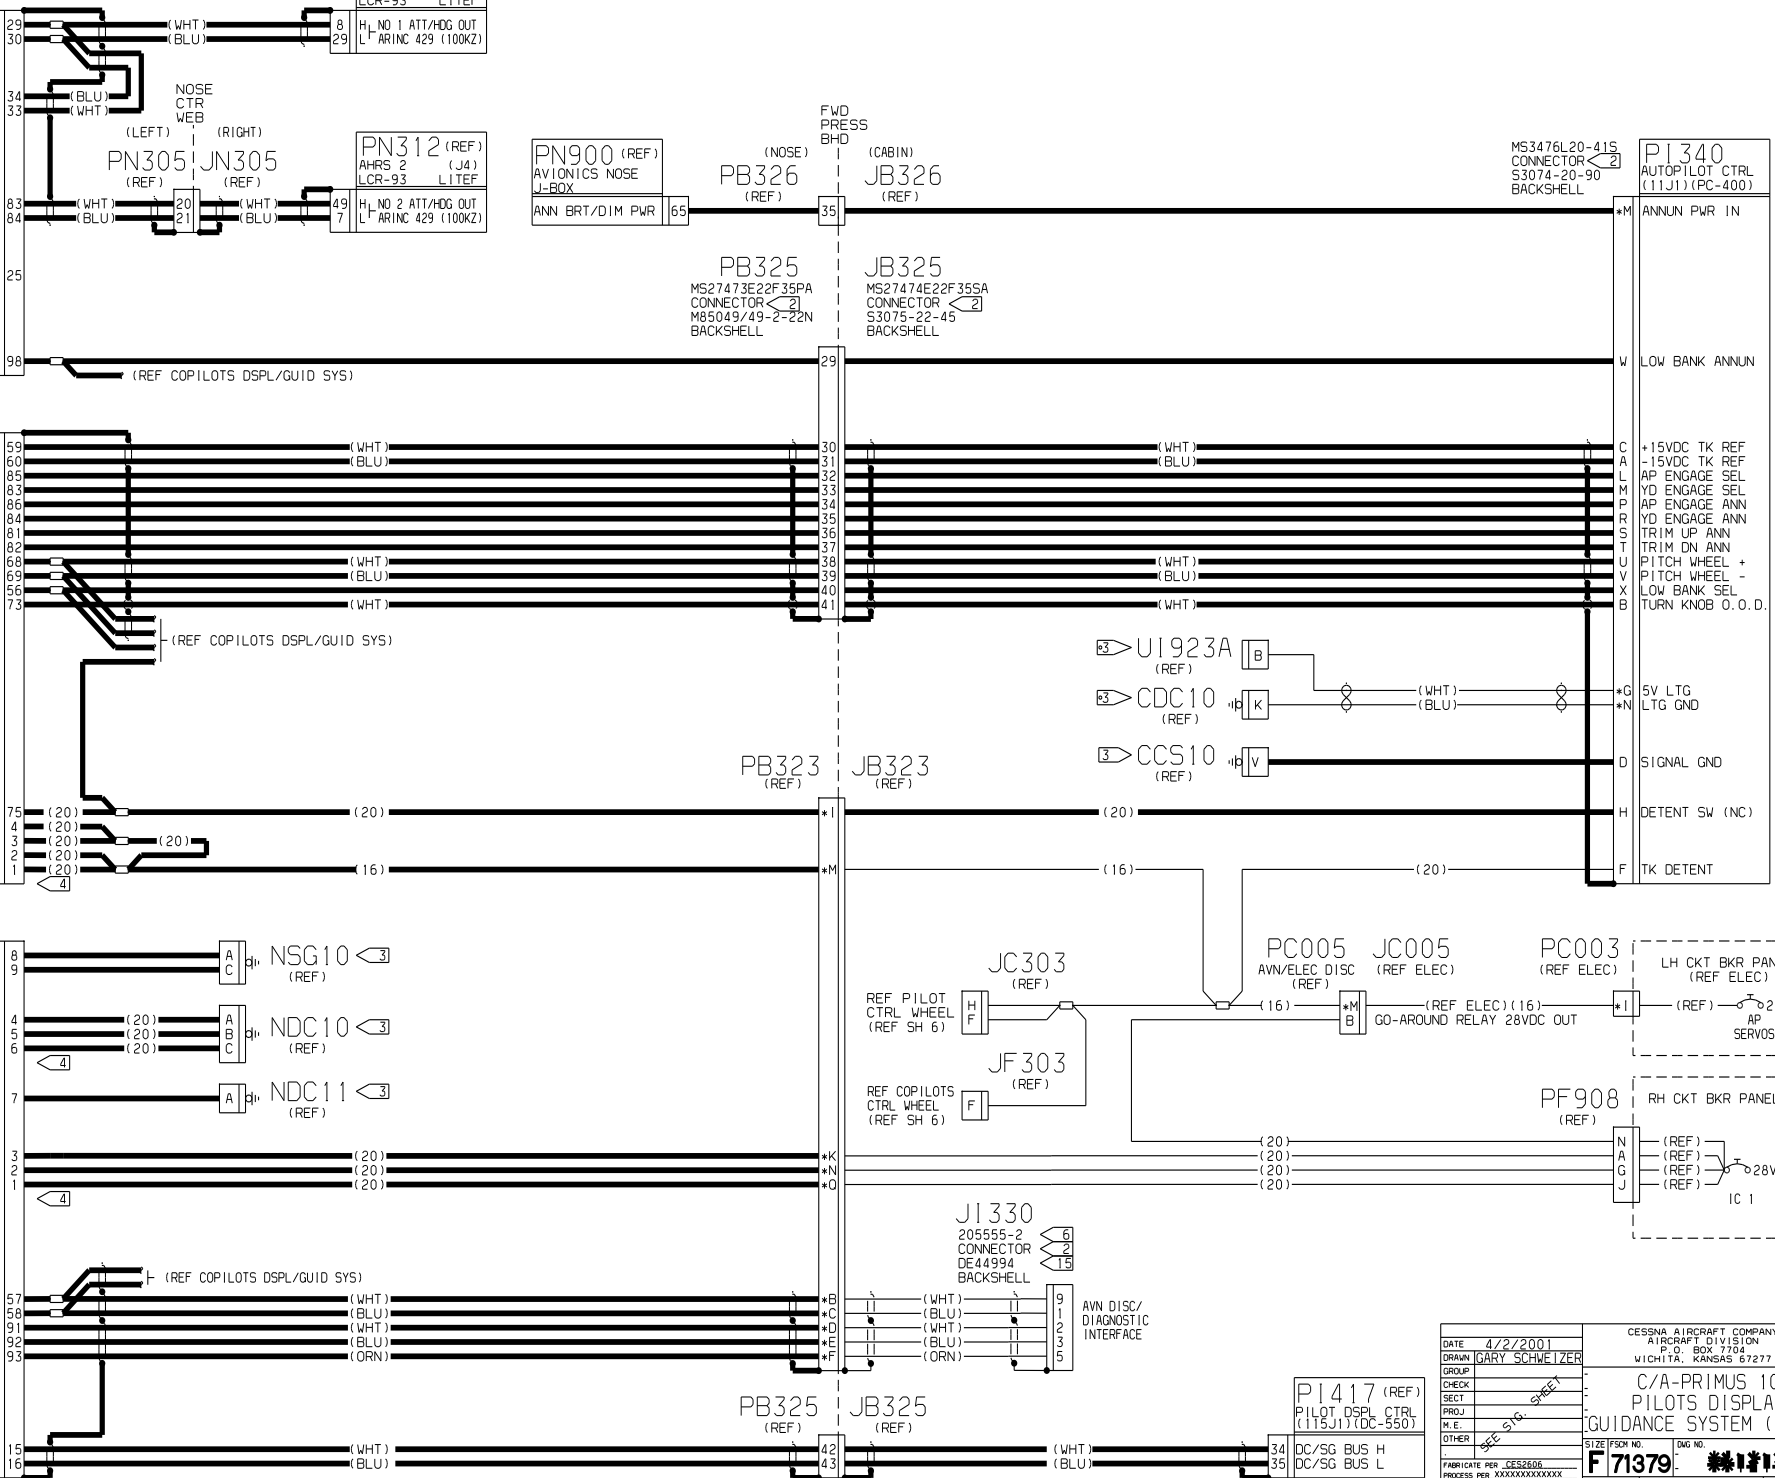 LCR-93 LITEF
29 (WHT) 8 H NO 1 ATT/HDG OUT
30 (BLU) 29 L ARINC 429 (100KZ)
34 (BLU)
33 (WHT)
NOSE
CTR
WEB
(LEFT) (RIGHT)
PN305 JN305
(REF) (REF)
PN312 (REF)
AHRS 2 (J4)
LCR-93 LITEF
83 (WHT) 20 (WHT) 49 H NO 2 ATT/HDG OUT
84 (BLU) 21 (BLU) 7 L ARINC 429 (100KZ)
25
PN900 (REF)
AVIONICS NOSE
J-BOX
ANN BRT/DIM PWR 65
FWD
PRESS
BHD
(NOSE) (CABIN)
PB326 JB326
(REF) (REF)
35
MS3476L20-41S
CONNECTOR 2
S3074-20-90
BACKSHELL
PI340
AUTOPILOT CTRL
(11J1)(PC-400)
*M ANNUN PWR IN
PB325 JB325
MS27473E22F35PA MS27474E22F35SA
CONNECTOR 2 CONNECTOR 2
M85049/49-2-22N S3075-22-45
BACKSHELL BACKSHELL
98 29 W LOW BANK ANNUN
(REF COPILOTS DSPL/GUID SYS)
59 (WHT) 30 (WHT) C +15VDC TK REF
60 (BLU) 31 (BLU) A -15VDC TK REF
85 32 L AP ENGAGE SEL
83 33 M YD ENGAGE SEL
86 34 P AP ENGAGE ANN
84 35 R YD ENGAGE ANN
81 36 S TRIM UP ANN
82 37 T TRIM DN ANN
68 (WHT) 38 (WHT) U PITCH WHEEL +
69 (BLU) 39 (BLU) V PITCH WHEEL -
56 40 X LOW BANK SEL
73 (WHT) 41 (WHT) B TURN KNOB O.O.D.
(REF COPILOTS DSPL/GUID SYS)
3 UI923A B
(REF)
(WHT) *G 5V LTG
3 CDC10 K (BLU) *N LTG GND
(REF)
3 CCS10 V D SIGNAL GND
(REF)
PB323 JB323
(REF) (REF)
75 (20) (20) *I (20) H DETENT SW (NC)
4 (20)
3 (20) (20)
2 (20)
1 (20) (16) *M (16) (20) F TK DETENT
4
8 A NSG10 3
9 C (REF)
4 (20) A
5 (20) B NDC10 3
6 (20) C (REF)
4
7 A NDC11 3
(REF)
JC303
(REF)
REF PILOT
CTRL WHEEL
(REF SH 6)
H
F
JF303
(REF)
REF COPILOTS
CTRL WHEEL
(REF SH 6)
F
PC005 JC005 PC003
AVN/ELEC DISC (REF ELEC) (REF ELEC)
(REF)
(16) *M (REF ELEC)(16) *I (REF) 2
B GO-AROUND RELAY 28VDC OUT
LH CKT BKR PAN
(REF ELEC)
AP
SERVOS
PF908
(REF)
RH CKT BKR PANEL
(20) N (REF)
3 (20) *K (20) A (REF)
2 (20) *N (20) G (REF) 28V
1 (20) *Q (20) J (REF)
4
IC 1
JI330
205555-2 6
CONNECTOR 2
DE44994 15
BACKSHELL
(REF COPILOTS DSPL/GUID SYS)
57 (WHT) *B (WHT) 9
58 (BLU) *C (BLU) 1
91 (WHT) *D (WHT) 2
92 (BLU) *E (BLU) 3
93 (ORN) *F (ORN) 5
AVN DISC/
DIAGNOSTIC
INTERFACE
PB325 JB325
(REF) (REF)
PI417 (REF)
PILOT DSPL CTRL
(115J1)(DC-550)
15 (WHT) 42 (WHT) 34 DC/SG BUS H
16 (BLU) 43 (BLU) 35 DC/SG BUS L
DATE 4/2/2001
DRAWN GARY SCHWEIZER
GROUP
CHECK
SECT
PROJ
M.E.
OTHER
SEE SIG. SHEET
FABRICATE PER CES2606
PROCESS PER XXXXXXXXXXXXX
CESSNA AIRCRAFT COMPANY
AIRCRAFT DIVISION
P.O. BOX 7704
WICHITA, KANSAS 67277
C/A-PRIMUS 10
PILOTS DISPLA
GUIDANCE SYSTEM (
SIZE FSCM NO. DWG NO.
F 71379